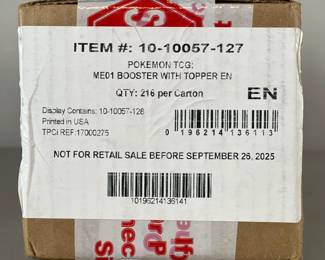 ITEM #: 10-10057-127
POKEMON TCG:
ME01 BOOSTER WITH TOPPER EN
QTY: 216 per Carton
EN
Display Contains: 10-10057-126
Printed in USA
TPCi REF:17000275
0 196214 136113
NOT FOR RETAIL SALE BEFORE SEPTEMBER 26, 2025
10196214136141